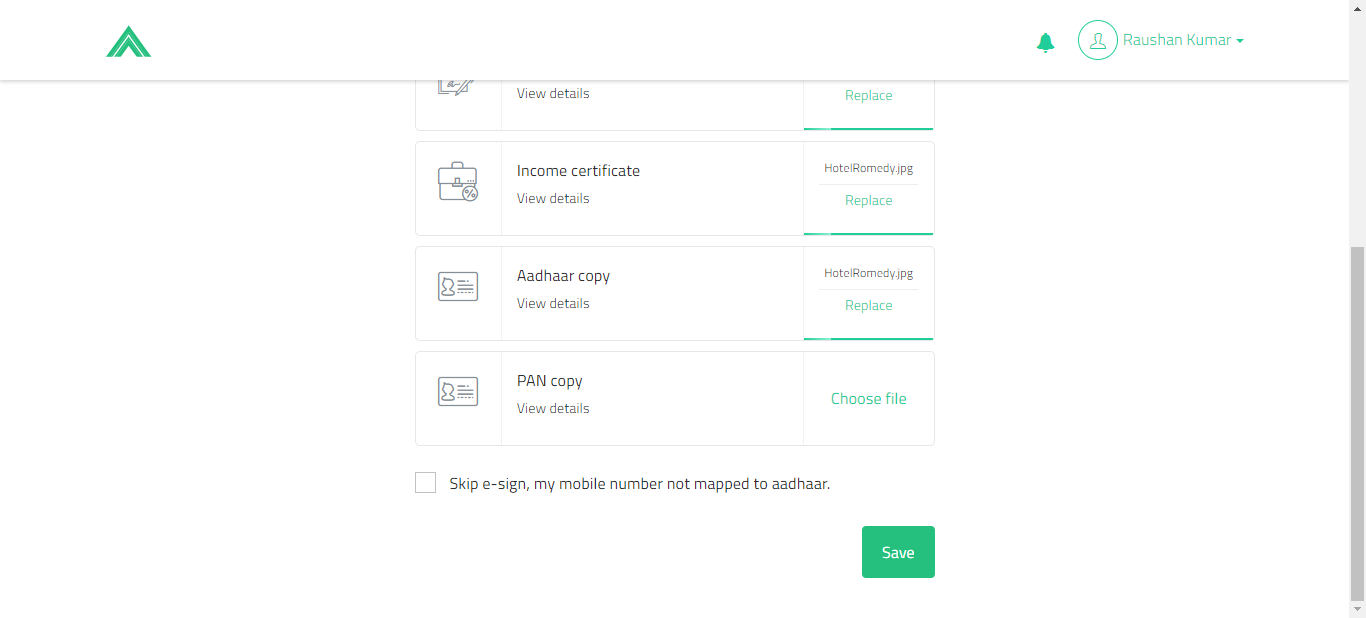 Raushan Kumar
View details
Replace
Income certificate
HotelRomedy.jpg
View details
Replace
Aadhaar copy
HotelRomedy.jpg
View details
Replace
PAN copy
Choose file
View details
Skip e-sign, my mobile number not mapped to aadhaar.
Save